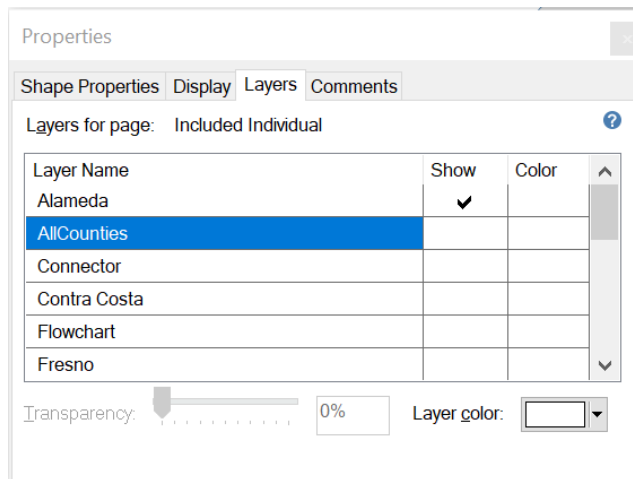 Properties
Shape Properties Display Layers Comments
Layers for page: Included Individual
Layer Name Show Color
Alameda
AllCounties
Connector
Contra Costa
Flowchart
Fresno
Transparency: 0% Layer color: